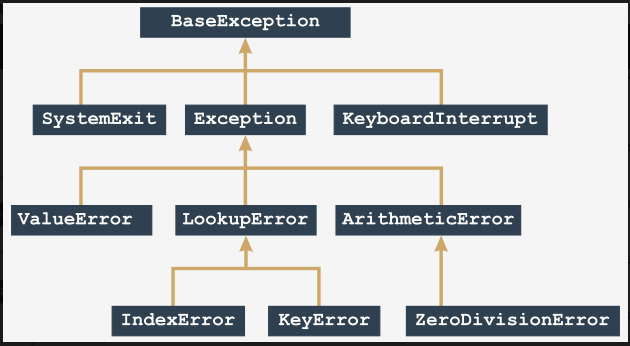 BaseException
SystemExit
Exception
KeyboardInterrupt
ValueError
LookupError
ArithmeticError
IndexError
KeyError
ZeroDivisionError